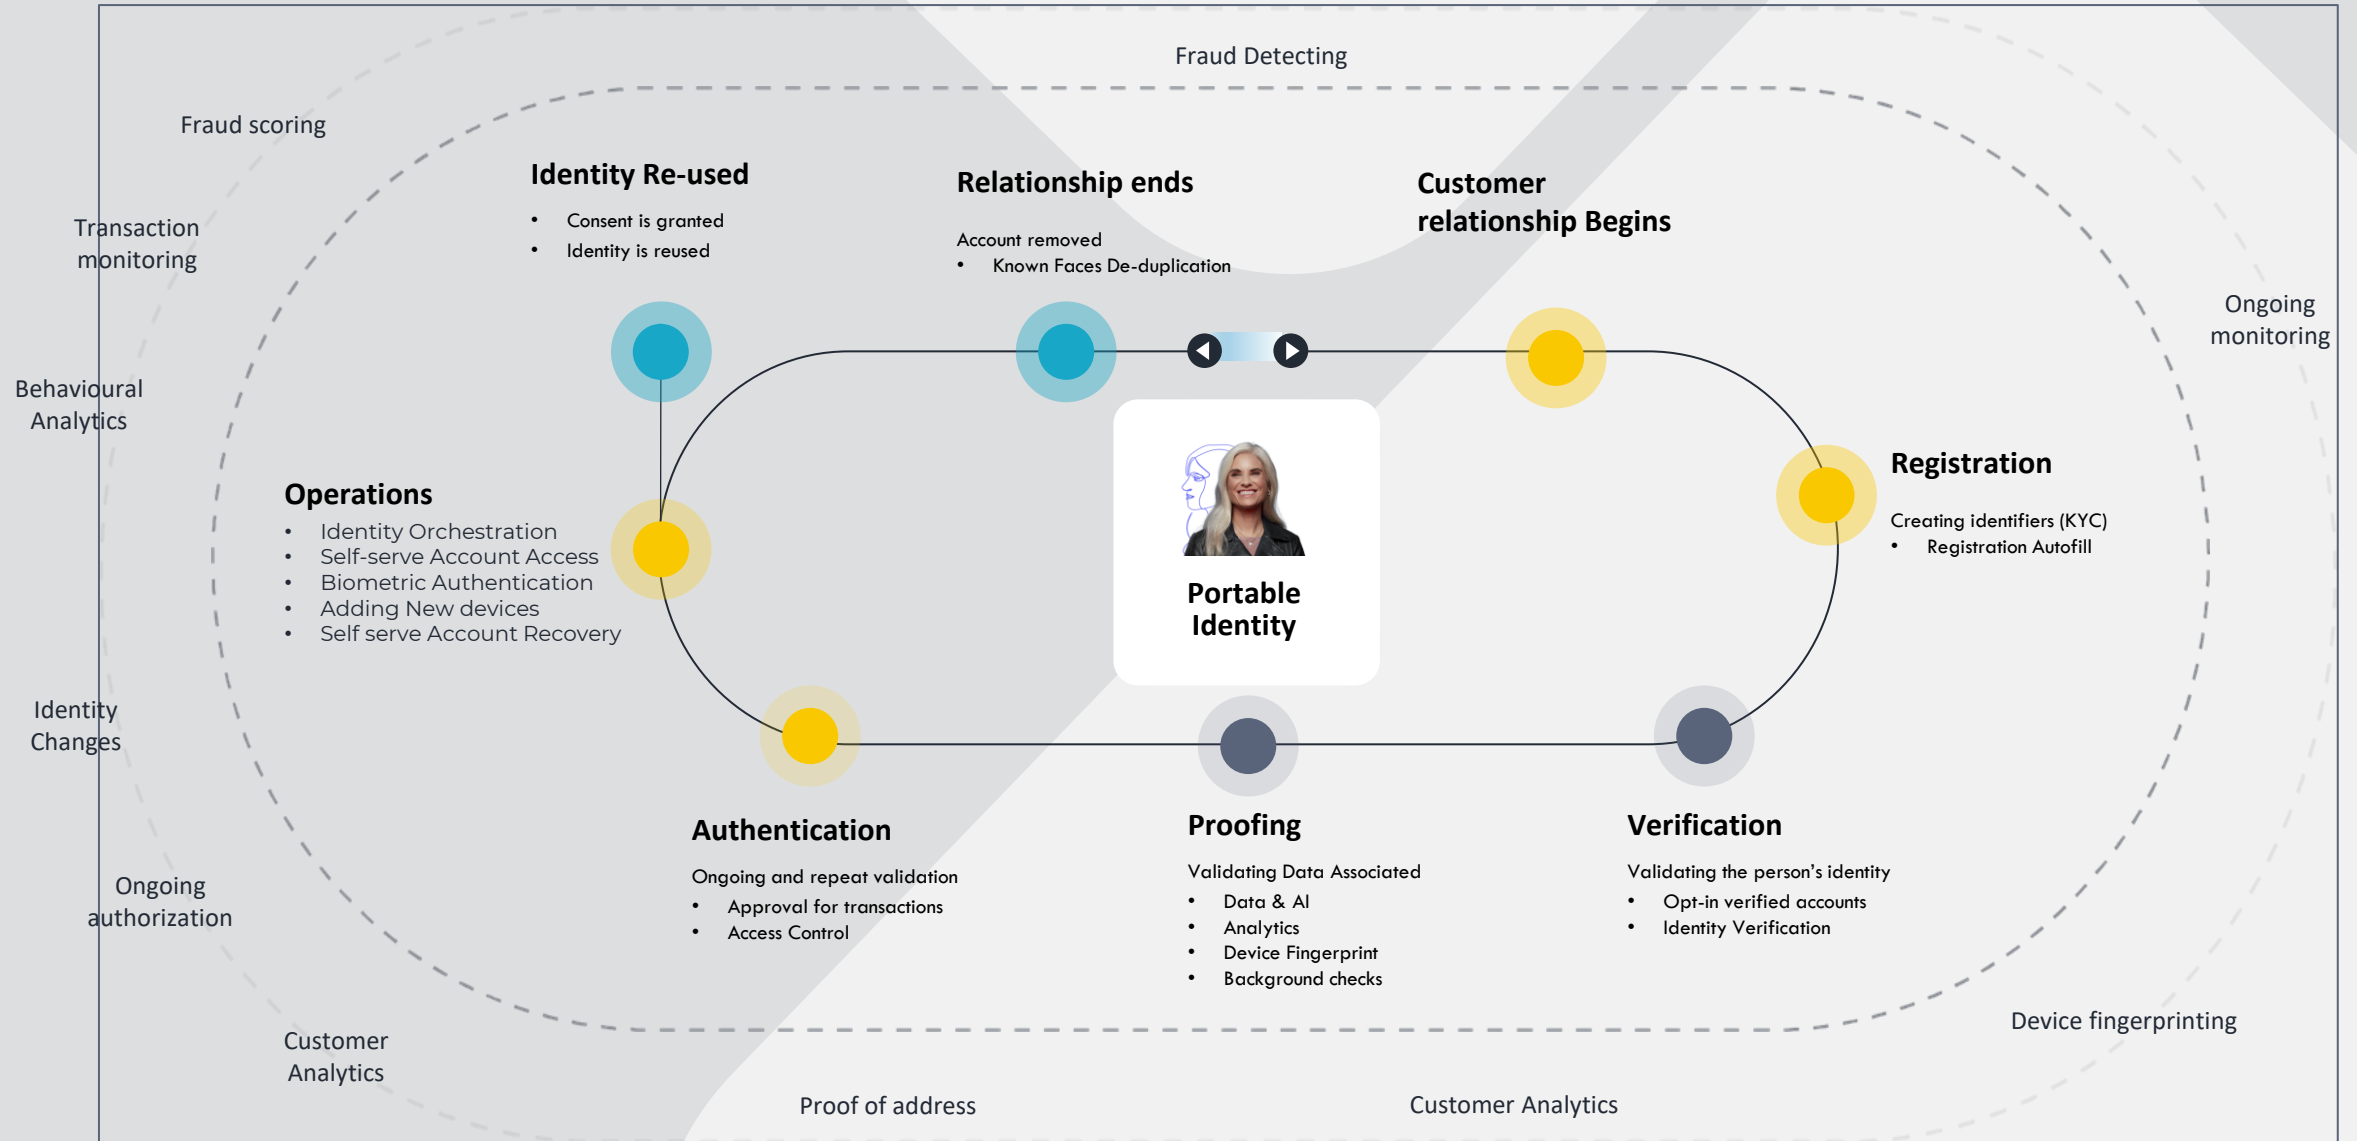 Fraud Detecting
Fraud scoring
Transaction
monitoring
Behavioural
Analytics
Identity
Changes
Ongoing
authorization
Customer
Analytics
Proof of address
Customer Analytics
Device fingerprinting
Ongoing
monitoring
Identity Re-used
• Consent is granted
• Identity is reused
Relationship ends
Account removed
• Known Faces De-duplication
Customer
relationship Begins
Registration
Creating identifiers (KYC)
• Registration Autofill
Operations
• Identity Orchestration
• Self-serve Account Access
• Biometric Authentication
• Adding New devices
• Self serve Account Recovery
Portable
Identity
Authentication
Ongoing and repeat validation
• Approval for transactions
• Access Control
Proofing
Validating Data Associated
• Data & AI
• Analytics
• Device Fingerprint
• Background checks
Verification
Validating the person’s identity
• Opt-in verified accounts
• Identity Verification